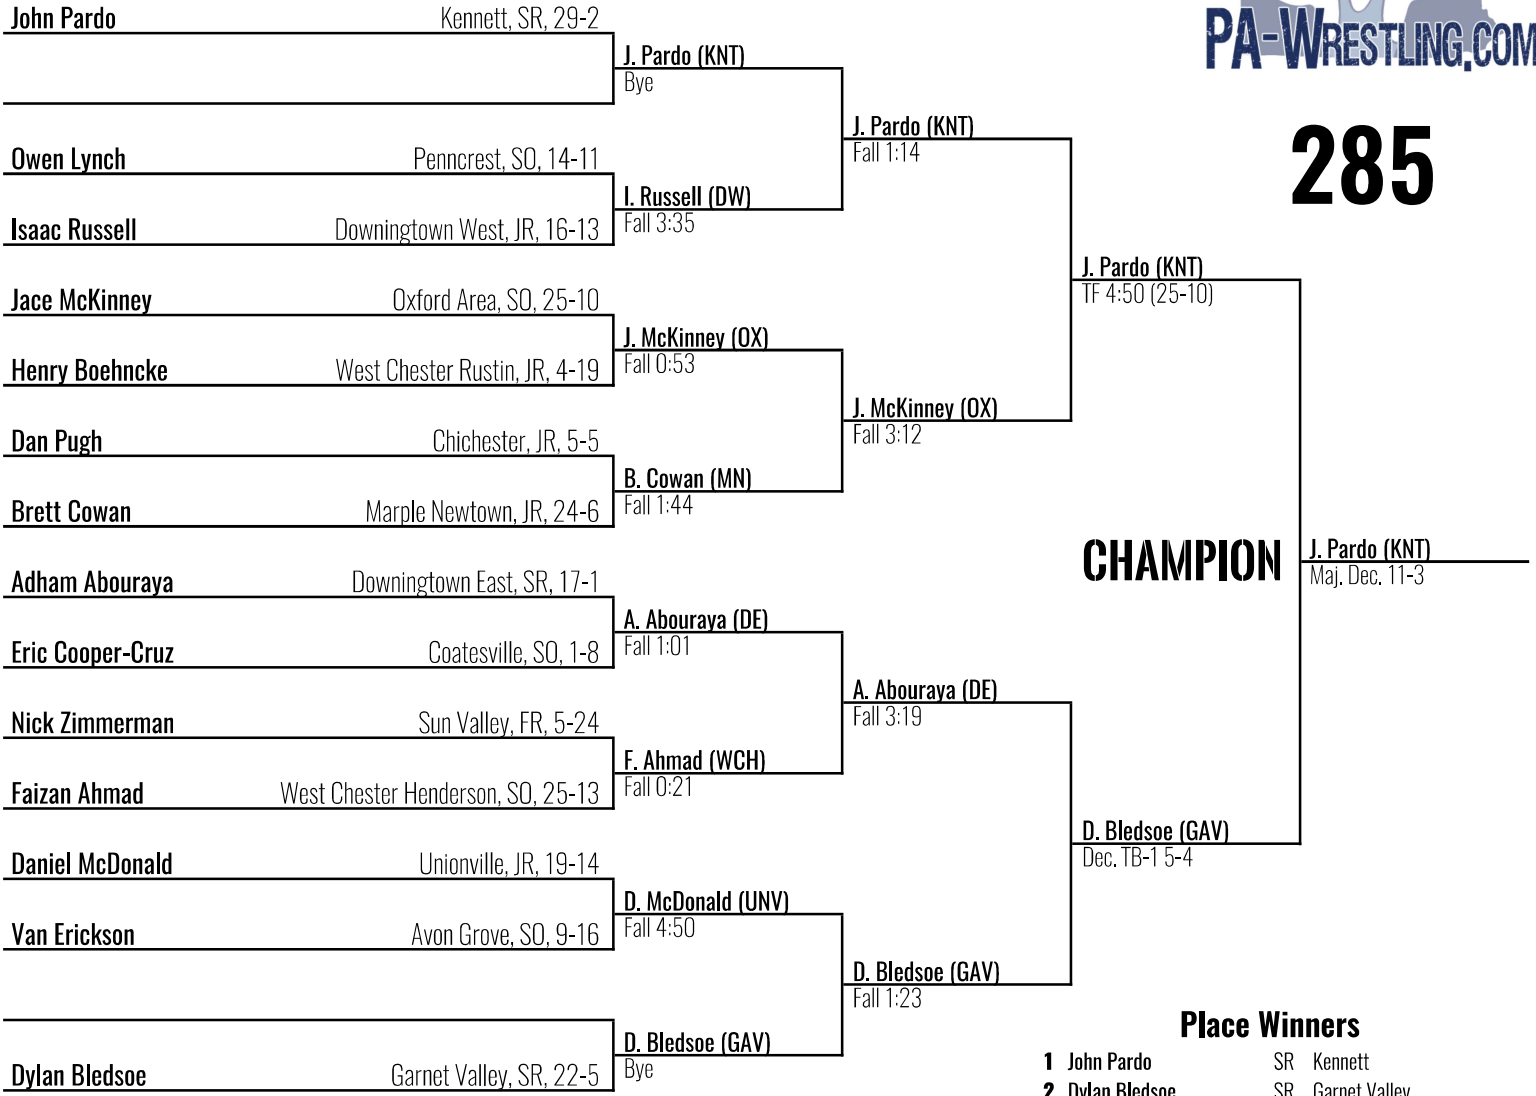 PA-WRESTLING.COM
285
John Pardo Kennett, SR, 29-2
J. Pardo (KNT)
Bye
Owen Lynch Penncrest, SO, 14-11
Isaac Russell Downingtown West, JR, 16-13
I. Russell (DW)
Fall 3:35
J. Pardo (KNT)
Fall 1:14
Jace McKinney Oxford Area, SO, 25-10
Henry Boehncke West Chester Rustin, JR, 4-19
J. McKinney (OX)
Fall 0:53
Dan Pugh Chichester, JR, 5-5
Brett Cowan Marple Newtown, JR, 24-6
B. Cowan (MN)
Fall 1:44
J. McKinney (OX)
Fall 3:12
J. Pardo (KNT)
TF 4:50 (25-10)
Adham Abouraya Downingtown East, SR, 17-1
Eric Cooper-Cruz Coatesville, SO, 1-8
A. Abouraya (DE)
Fall 1:01
Nick Zimmerman Sun Valley, FR, 5-24
Faizan Ahmad West Chester Henderson, SO, 25-13
F. Ahmad (WCH)
Fall 0:21
A. Abouraya (DE)
Fall 3:19
Daniel McDonald Unionville, JR, 19-14
Van Erickson Avon Grove, SO, 9-16
D. McDonald (UNV)
Fall 4:50
Dylan Bledsoe Garnet Valley, SR, 22-5
D. Bledsoe (GAV)
Bye
D. Bledsoe (GAV)
Fall 1:23
D. Bledsoe (GAV)
Dec. TB-1 5-4
CHAMPION
J. Pardo (KNT)
Maj. Dec. 11-3
Place Winners
1 John Pardo SR Kennett
2 Dylan Bledsoe SR Garnet Valley